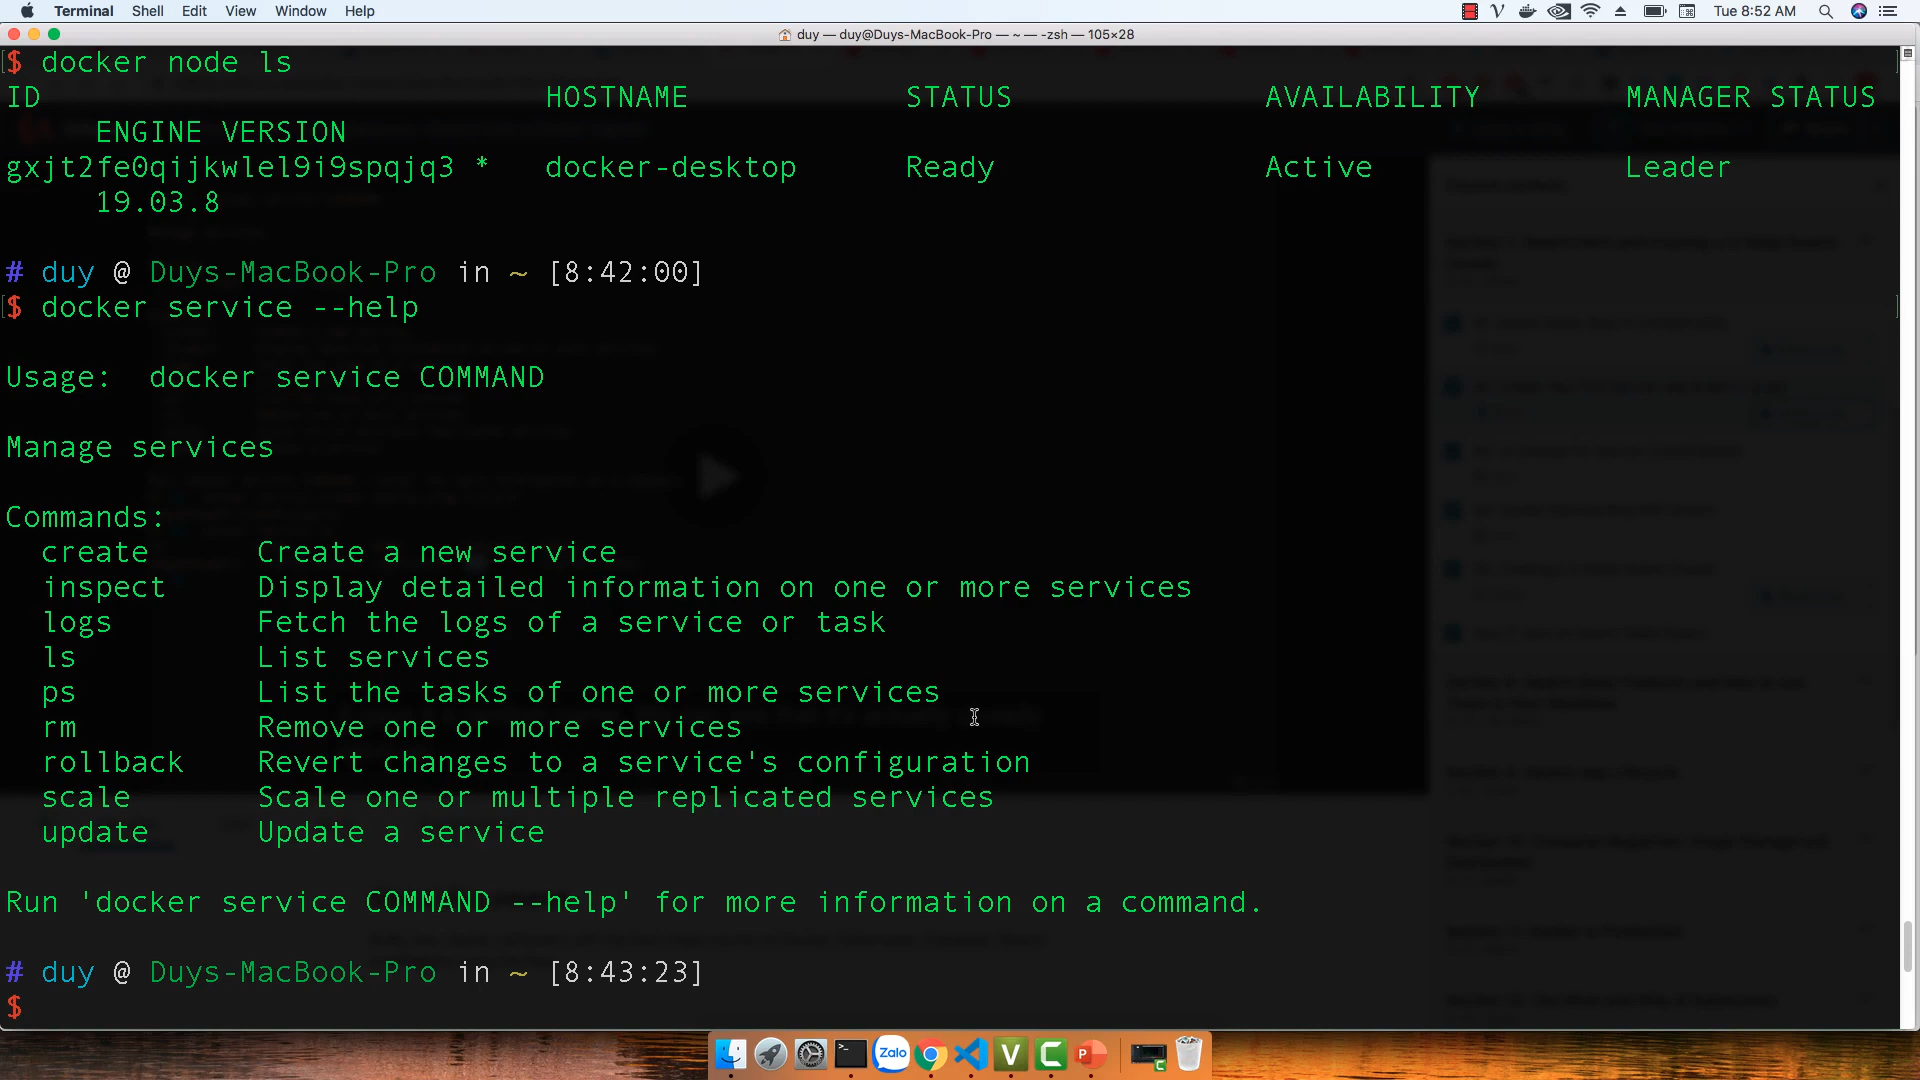 Terminal Shell Edit View Window Help Tue 8:52 AM
duy — duy@Duys-MacBook-Pro — ~ — -zsh — 105×28
$ docker node ls
ID HOSTNAME STATUS AVAILABILITY MANAGER STATUS
ENGINE VERSION
gxjt2fe0qijkwlel9i9spqjq3 * docker-desktop Ready Active Leader
19.03.8
# duy @ Duys-MacBook-Pro in ~ [8:42:00]
$ docker service --help
Usage: docker service COMMAND
Manage services
Commands:
create Create a new service
inspect Display detailed information on one or more services
logs Fetch the logs of a service or task
ls List services
ps List the tasks of one or more services
rm Remove one or more services
rollback Revert changes to a service's configuration
scale Scale one or multiple replicated services
update Update a service
Run 'docker service COMMAND --help' for more information on a command.
# duy @ Duys-MacBook-Pro in ~ [8:43:23]
$
Zalo